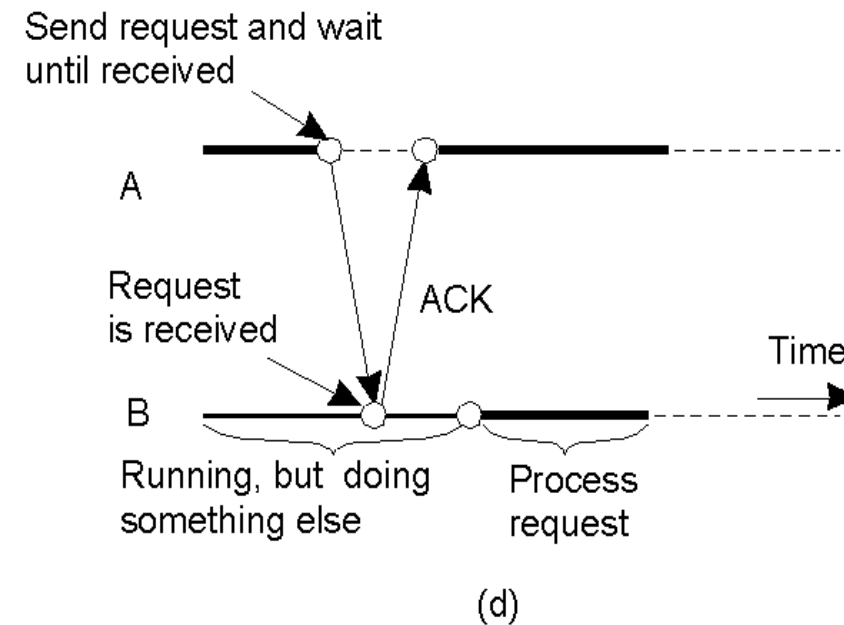 Send request and wait
until received
A
Request
is received
ACK
Time
B
Running, but doing
something else
Process
request
(d)